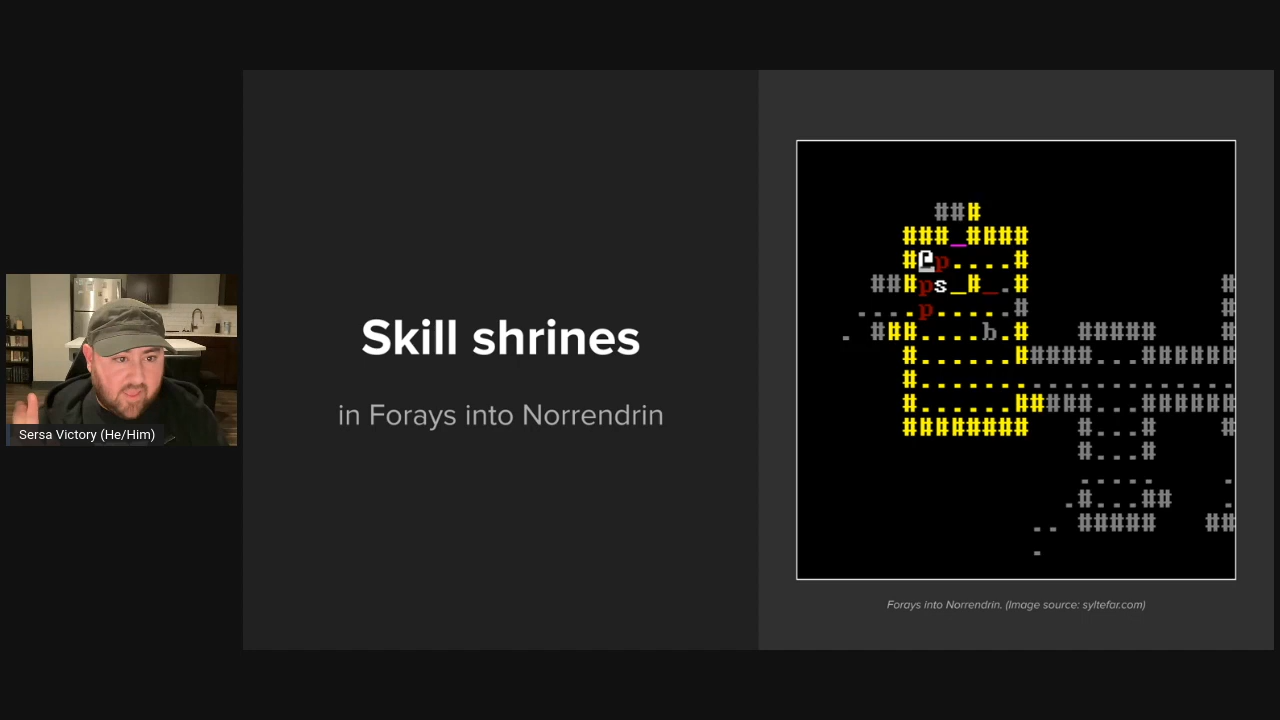 Skill shrines
in Forays into Norrendrin
Forays into Norrendrin. (Image source: syltefar.com)
Sersa Victory (He/Him)